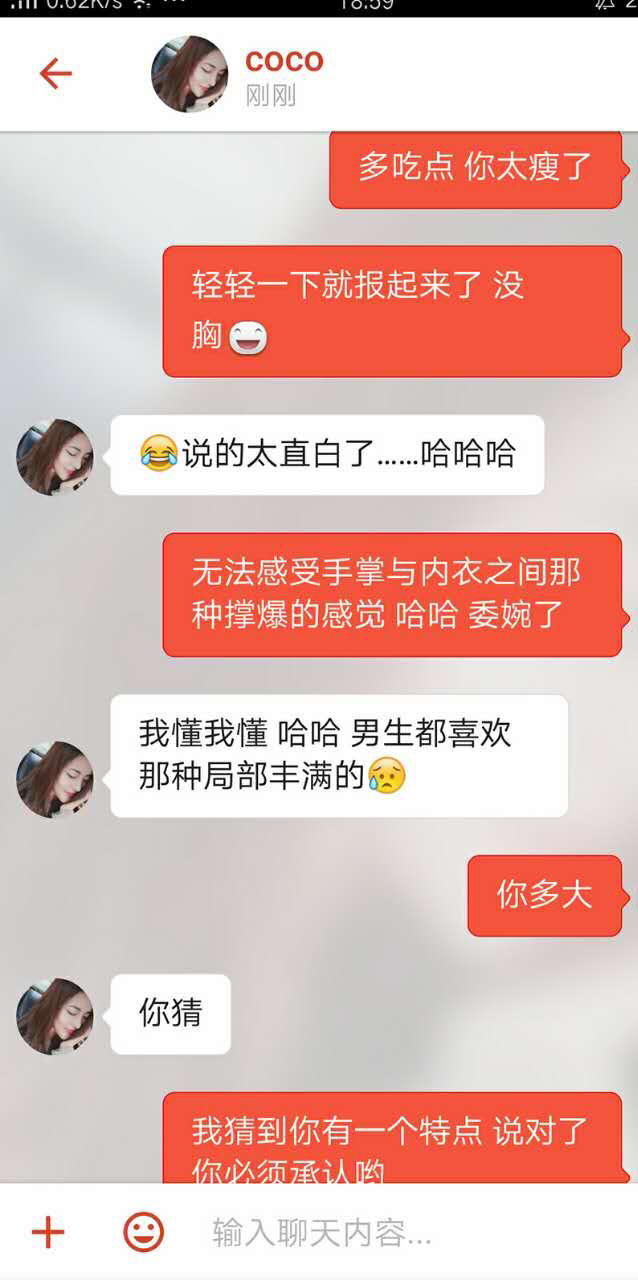 0.62K/s
18:59
COCO
刚刚
多吃点 你太瘦了
轻轻一下就报起来了 没
胸
😂说的太直白了……哈哈哈
无法感受手掌与内衣之间那
种撑爆的感觉 哈哈 委婉了
我懂我懂 哈哈 男生都喜欢
那种局部丰满的😥
你多大
你猜
我猜到你有一个特点 说对了
你必须承认哟
输入聊天内容...